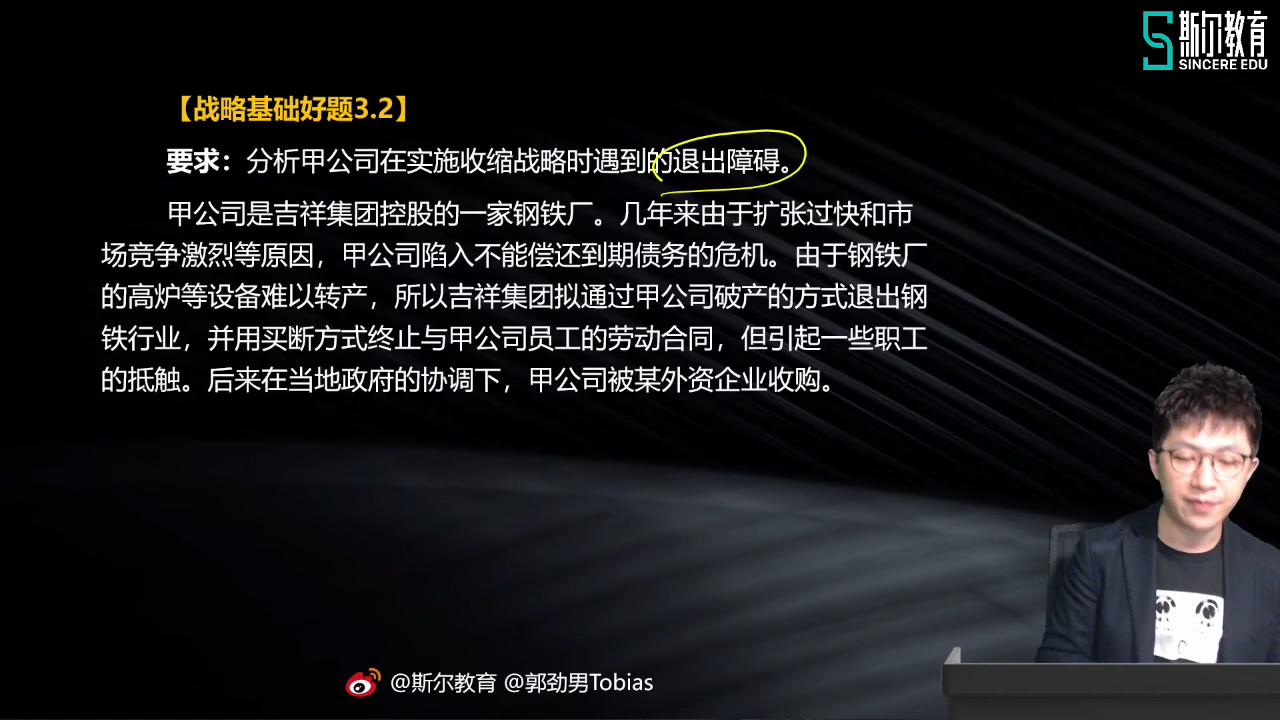 斯尔教育
SINCERE EDU
【战略基础好题3.2】
要求：分析甲公司在实施收缩战略时遇到的退出障碍。
甲公司是吉祥集团控股的一家钢铁厂。几年来由于扩张过快和市
场竞争激烈等原因，甲公司陷入不能偿还到期债务的危机。由于钢铁厂
的高炉等设备难以转产，所以吉祥集团拟通过甲公司破产的方式退出钢
铁行业，并用买断方式终止与甲公司员工的劳动合同，但引起一些职工
的抵触。后来在当地政府的协调下，甲公司被某外资企业收购。
@斯尔教育 @郭劲男Tobias